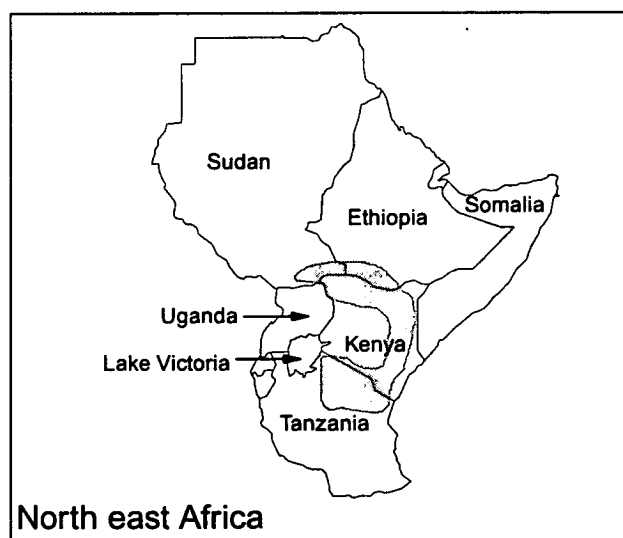 Sudan
Ethiopia
Somalia
Uganda
Kenya
Lake Victoria
Tanzania
North east Africa